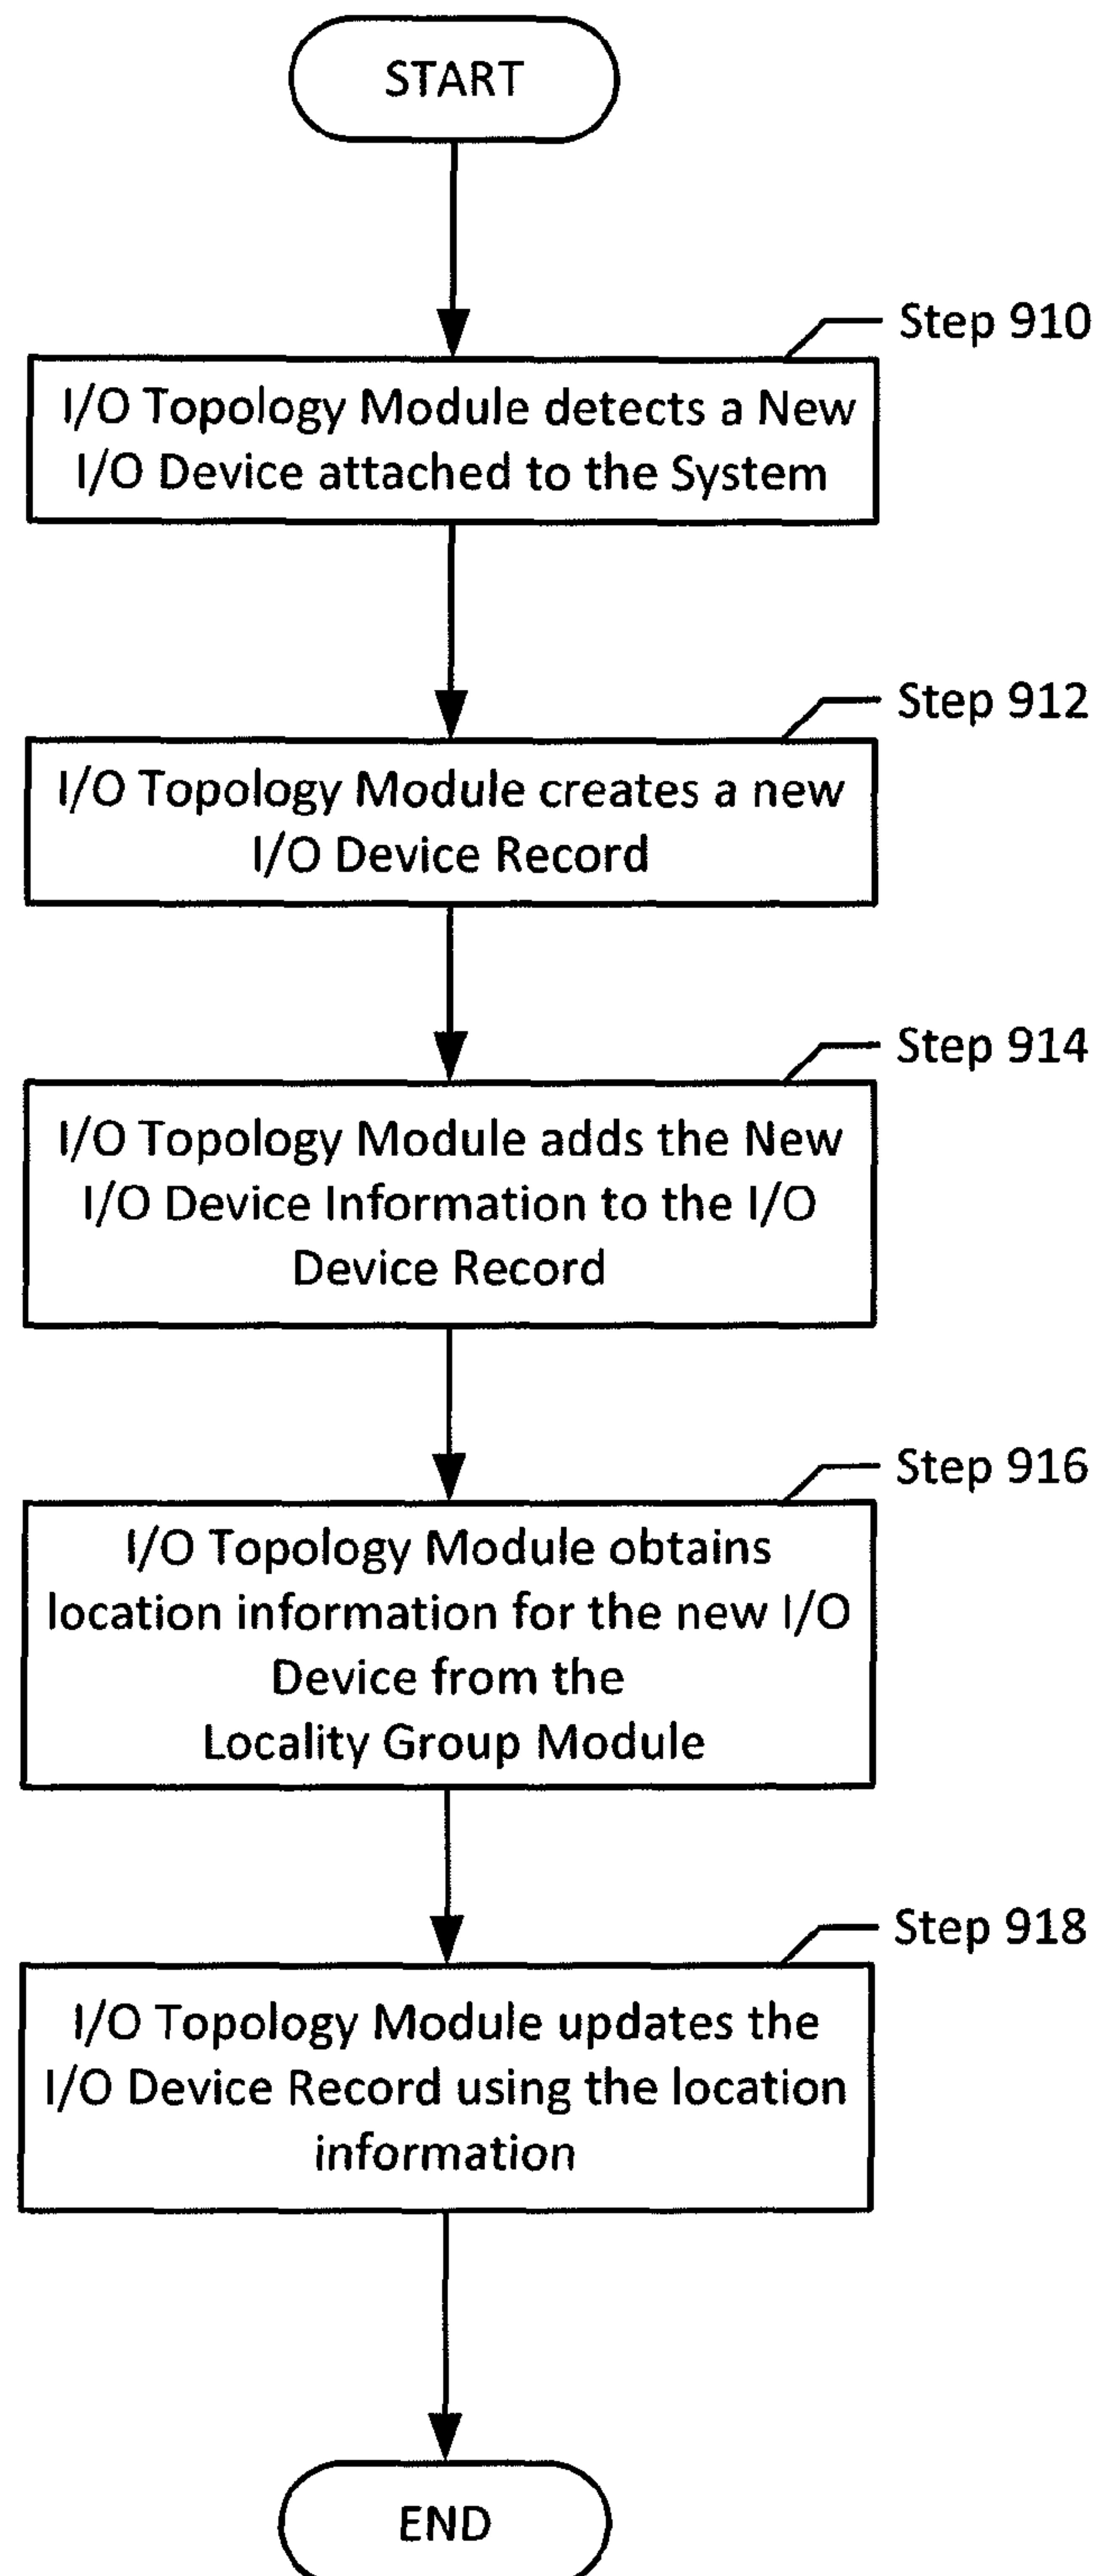 START
Step 910
I/O Topology Module detects a New
I/O Device attached to the System
Step 912
I/O Topology Module creates a new
I/O Device Record
Step 914
I/O Topology Module adds the New
I/O Device Information to the I/O
Device Record
Step 916
I/O Topology Module obtains
location information for the new I/O
Device from the
Locality Group Module
Step 918
I/O Topology Module updates the
I/O Device Record using the location
information
END